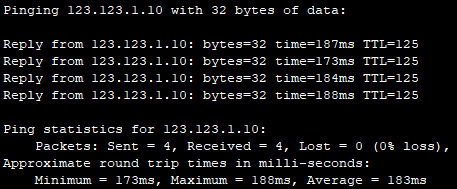 Pinging 123.123.1.10 with 32 bytes of data:
Reply from 123.123.1.10: bytes=32 time=187ms TTL=125
Reply from 123.123.1.10: bytes=32 time=173ms TTL=125
Reply from 123.123.1.10: bytes=32 time=184ms TTL=125
Reply from 123.123.1.10: bytes=32 time=188ms TTL=125
Ping statistics for 123.123.1.10:
Packets: Sent = 4, Received = 4, Lost = 0 (0% loss),
Approximate round trip times in milli-seconds:
Minimum = 173ms, Maximum = 188ms, Average = 183ms